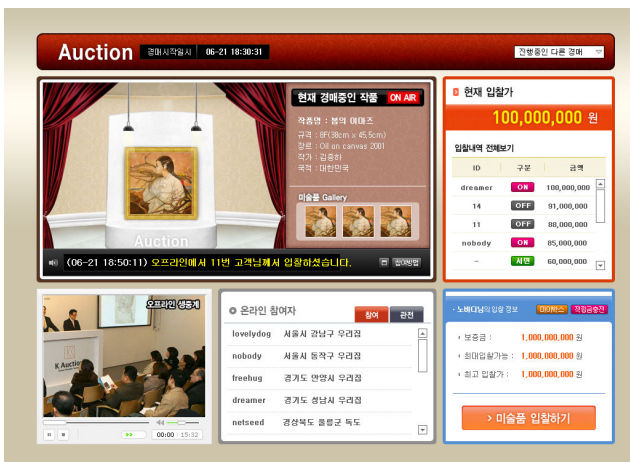 Auction
경매시작일시
06-21 18:30:31
진행중인 다른 경매
현재 경매중인 작품
ON AIR
작품명 : 봄의 여마즈
규격 : 8F(38cm x 45.5cm)
장르 : Oil on canvas 2001
작가 : 김종하
국적 : 대한민국
미술품 Gallery
Auction
(06-21 18:50:11) 오프라인에서 11번 고객님께서 입찰하셨습니다.
참여방법
현재 입찰가
100,000,000 원
입찰내역 전체보기
ID 구분 금액
dreamer ON 100,000,000
14 OFF 91,000,000
11 OFF 88,000,000
nobody ON 85,000,000
- 서면 60,000,000
오프라인 생중계
K Auction
00:00 15:32
온라인 참여자
참여
관전
lovelydog 서울시 강남구 우리집
nobody 서울시 동작구 우리집
freehug 경기도 안양시 우리집
dreamer 경기도 성남시 우리집
netseed 경상북도 울릉군 독도
노바디님의 입찰 정보
마이박스
적립금충전
보증금 : 1,000,000,000 원
최대입찰가능 : 1,000,000,000 원
최고 입찰가 : 1,000,000,000 원
> 미술품 입찰하기